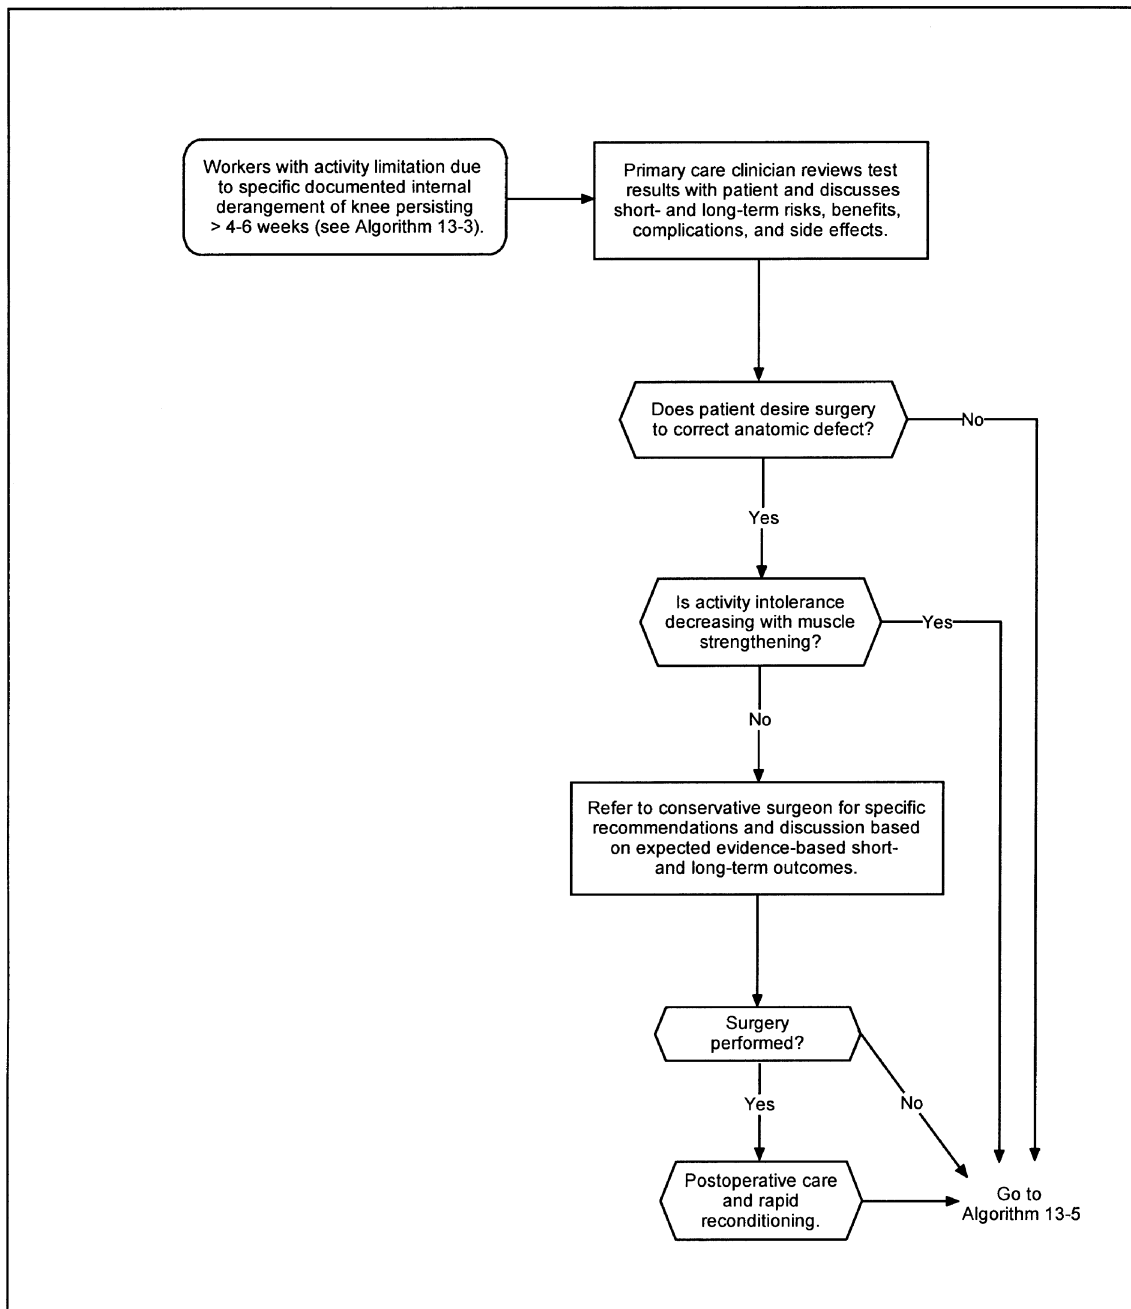 Workers with activity limitation due
to specific documented internal
derangement of knee persisting
> 4-6 weeks (see Algorithm 13-3).
Primary care clinician reviews test
results with patient and discusses
short- and long-term risks, benefits,
complications, and side effects.
Does patient desire surgery
to correct anatomic defect?
No
Yes
Is activity intolerance
decreasing with muscle
strengthening?
Yes
No
Refer to conservative surgeon for specific
recommendations and discussion based
on expected evidence-based short-
and long-term outcomes.
Surgery
performed?
Yes
No
Postoperative care
and rapid
reconditioning.
Go to
Algorithm 13-5